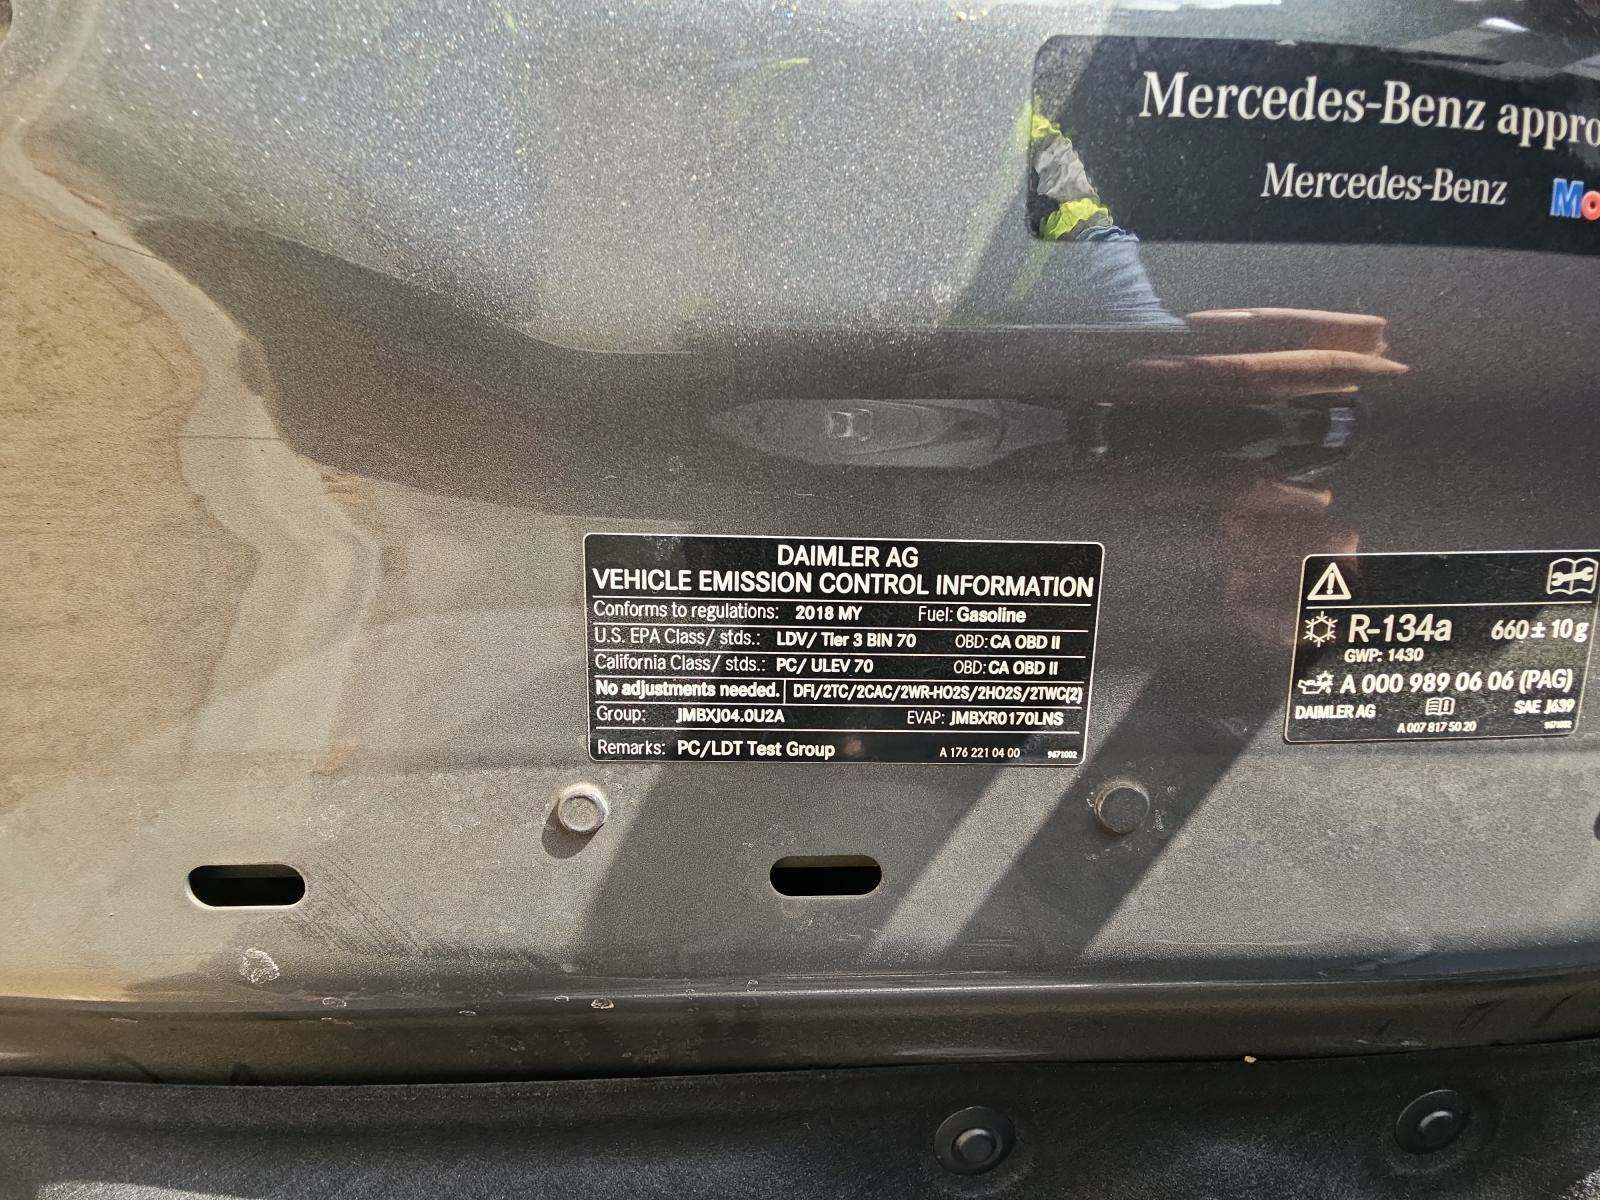 Mercedes-Benz appro
Mercedes-Benz Mo
DAIMLER AG
VEHICLE EMISSION CONTROL INFORMATION
Conforms to regulations: 2018 MY Fuel: Gasoline
U.S. EPA Class/ stds.: LDV/ Tier 3 BIN 70 OBD: CA OBD II
California Class/ stds.: PC/ ULEV 70 OBD: CA OBD II
No adjustments needed. DFI/2TC/2CAC/2WR-HO2S/2HO2S/2TWC(2)
Group: JMBXJ04.0U2A EVAP: JMBXR0170LNS
Remarks: PC/LDT Test Group A 176 221 04 00 9671002
R-134a 660 ± 10 g
GWP: 1430
A 000 989 06 06 (PAG)
DAIMLER AG SAE J639
A 007 817 50 20